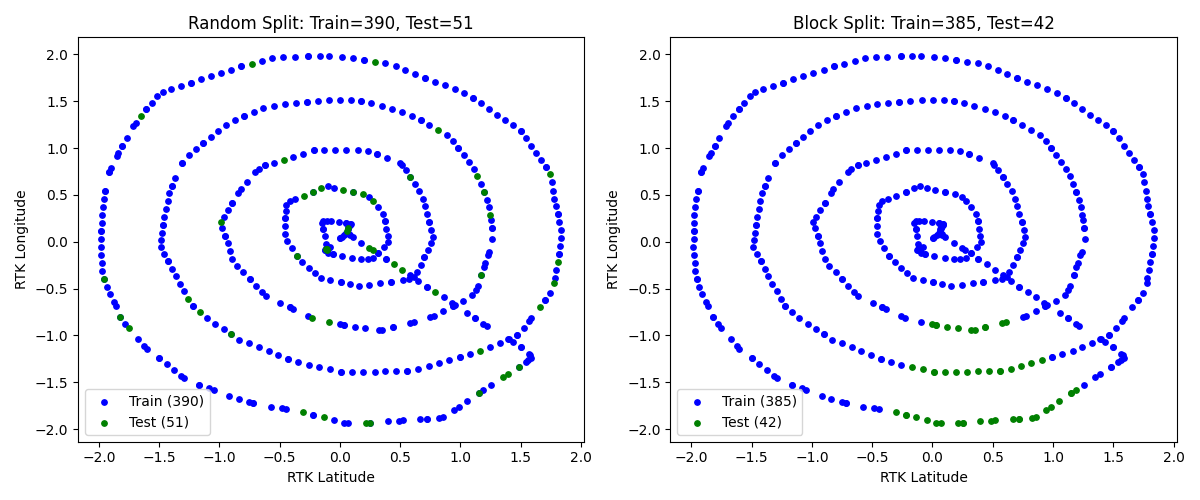 Random Split: Train=390, Test=51
RTK Longitude
2.0
1.5
1.0
0.5
0.0
−0.5
−1.0
−1.5
−2.0
Train (390)
Test (51)
−2.0 −1.5 −1.0 −0.5 0.0 0.5 1.0 1.5 2.0
RTK Latitude
Block Split: Train=385, Test=42
RTK Longitude
2.0
1.5
1.0
0.5
0.0
−0.5
−1.0
−1.5
−2.0
Train (385)
Test (42)
−2.0 −1.5 −1.0 −0.5 0.0 0.5 1.0 1.5 2.0
RTK Latitude